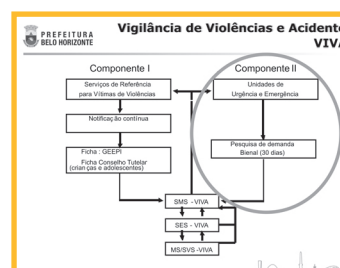 PREFEITURA
BELO HORIZONTE
Vigilância de Violências e Acidente
VIVA
Componente I
Componente II
Serviços de Referência
para Vítimas de Violências
Unidades de
Urgência e Emergência
Notificação contínua
Ficha : GEEPI
Ficha Conselho Tutelar
(crianças e adolescentes)
Pesquisa de demanda
Bienal (30 dias)
SMS - VIVA
SES - VIVA
MS/SVS -VIVA